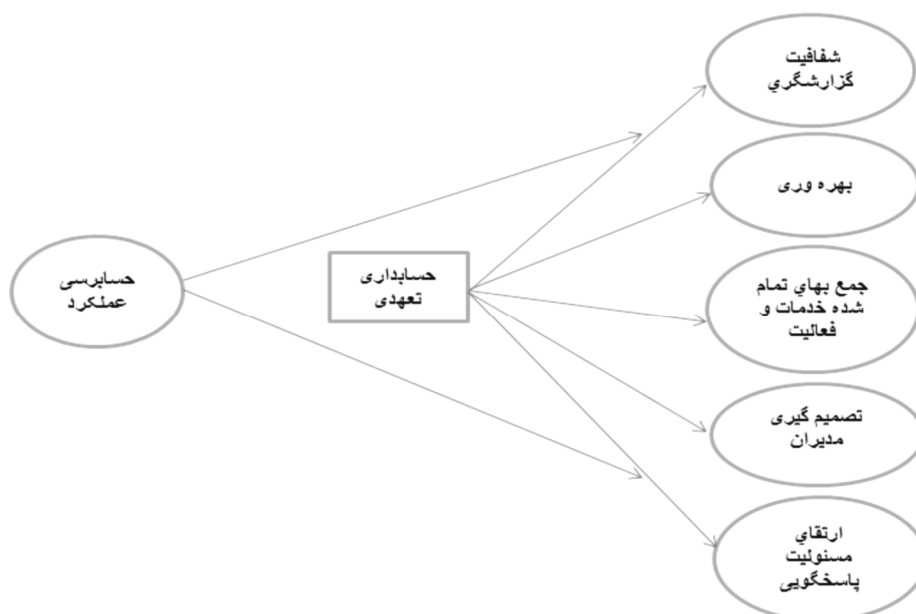 شفافيت
گزارشگري
بهره وری
حسابرسی
عملکرد
حسابداری
تعهدی
جمع بهاي تمام
شده خدمات و
فعاليت
تصميم گيری
مديران
ارتقاي
مسئوليت
پاسخگويی